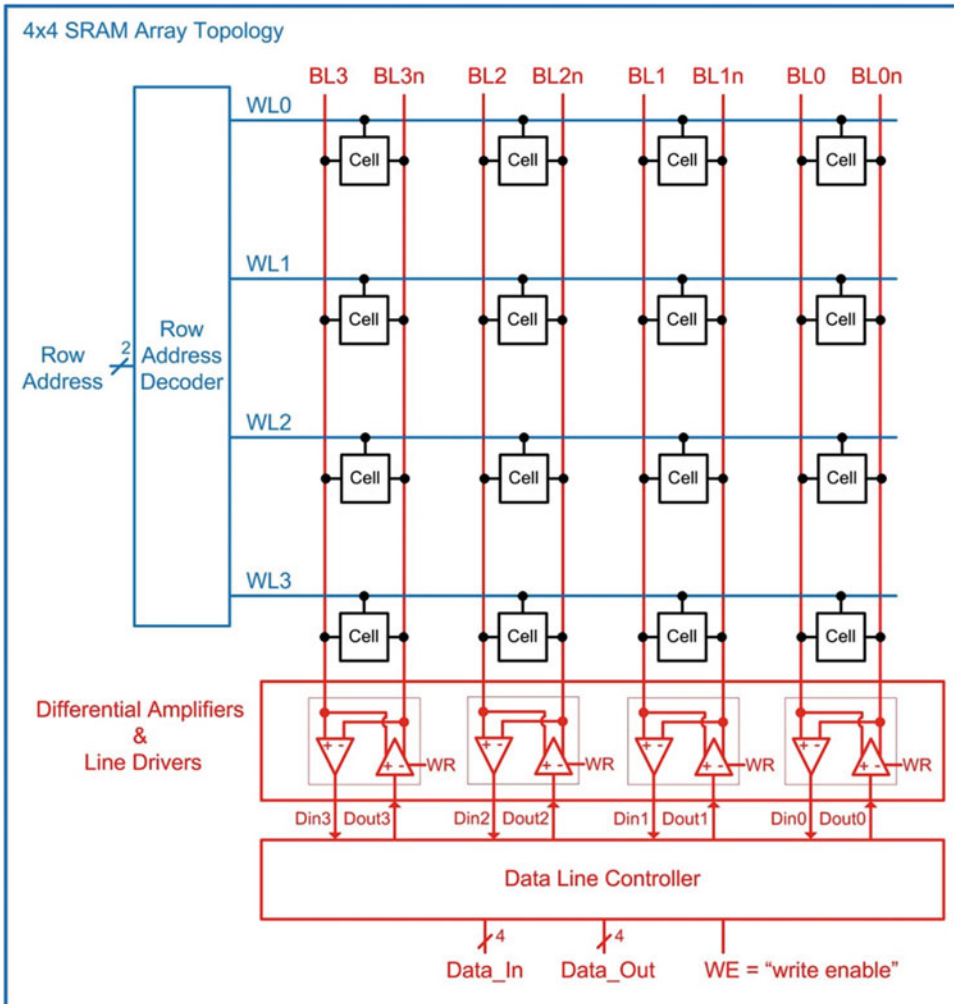 4x4 SRAM Array Topology
BL3 BL3n BL2 BL2n BL1 BL1n BL0 BL0n
WL0
Cell Cell Cell Cell
WL1
Cell Cell Cell Cell
Row
Address
2
Row
Address
Decoder
WL2
Cell Cell Cell Cell
WL3
Cell Cell Cell Cell
Differential Amplifiers
&
Line Drivers
+ - + - WR + - + - WR + - + - WR + - + - WR
Din3 Dout3 Din2 Dout2 Din1 Dout1 Din0 Dout0
Data Line Controller
4 4
Data_In Data_Out WE = “write enable”